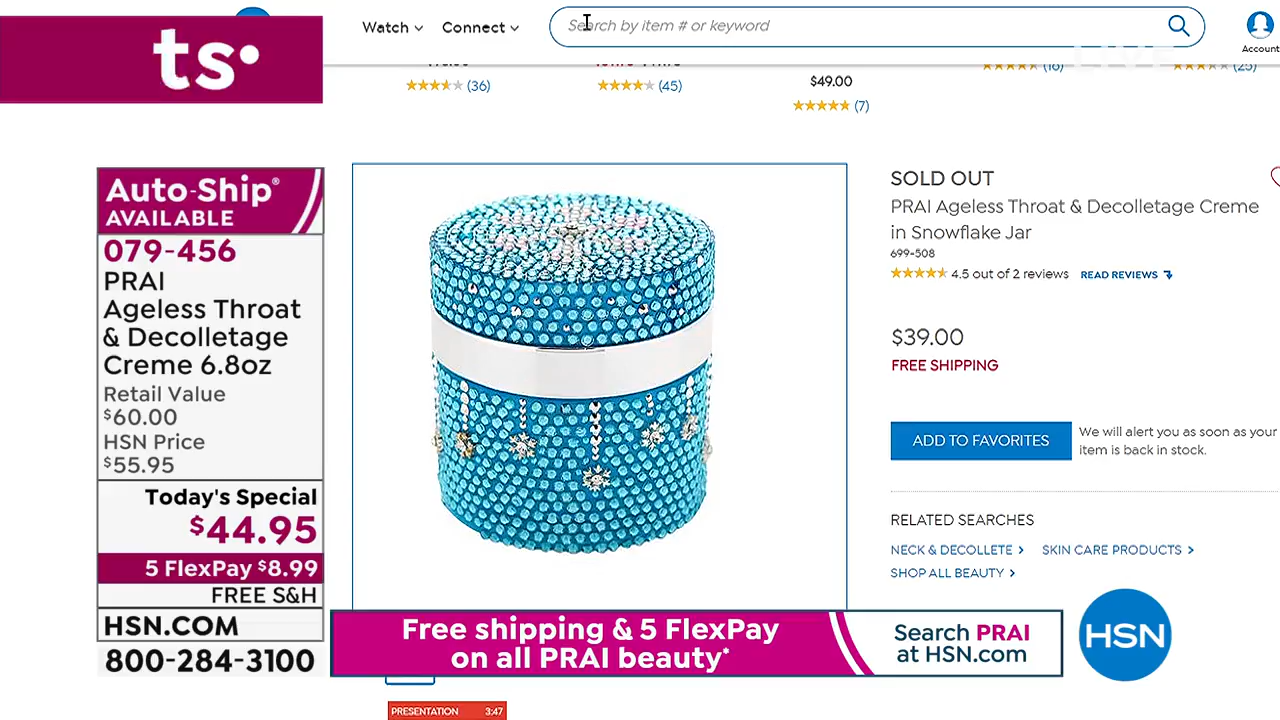 ts.
Watch
Connect
Search by item # or keyword
Account
LIVE
(36)
(45)
$49.00
(7)
(16)
(25)
Auto-Ship®
AVAILABLE
079-456
PRAI
Ageless Throat
& Decolletage
Creme 6.8oz
Retail Value
$60.00
HSN Price
$55.95
Today's Special
$44.95
5 FlexPay $8.99
FREE S&H
HSN.COM
800-284-3100
SOLD OUT
PRAI Ageless Throat & Decolletage Creme
in Snowflake Jar
699-508
4.5 out of 2 reviews READ REVIEWS
$39.00
FREE SHIPPING
ADD TO FAVORITES
We will alert you as soon as your
item is back in stock.
RELATED SEARCHES
NECK & DECOLLETE > SKIN CARE PRODUCTS >
SHOP ALL BEAUTY >
Free shipping & 5 FlexPay
on all PRAI beauty*
Search PRAI
at HSN.com
HSN
PRESENTATION 3:47